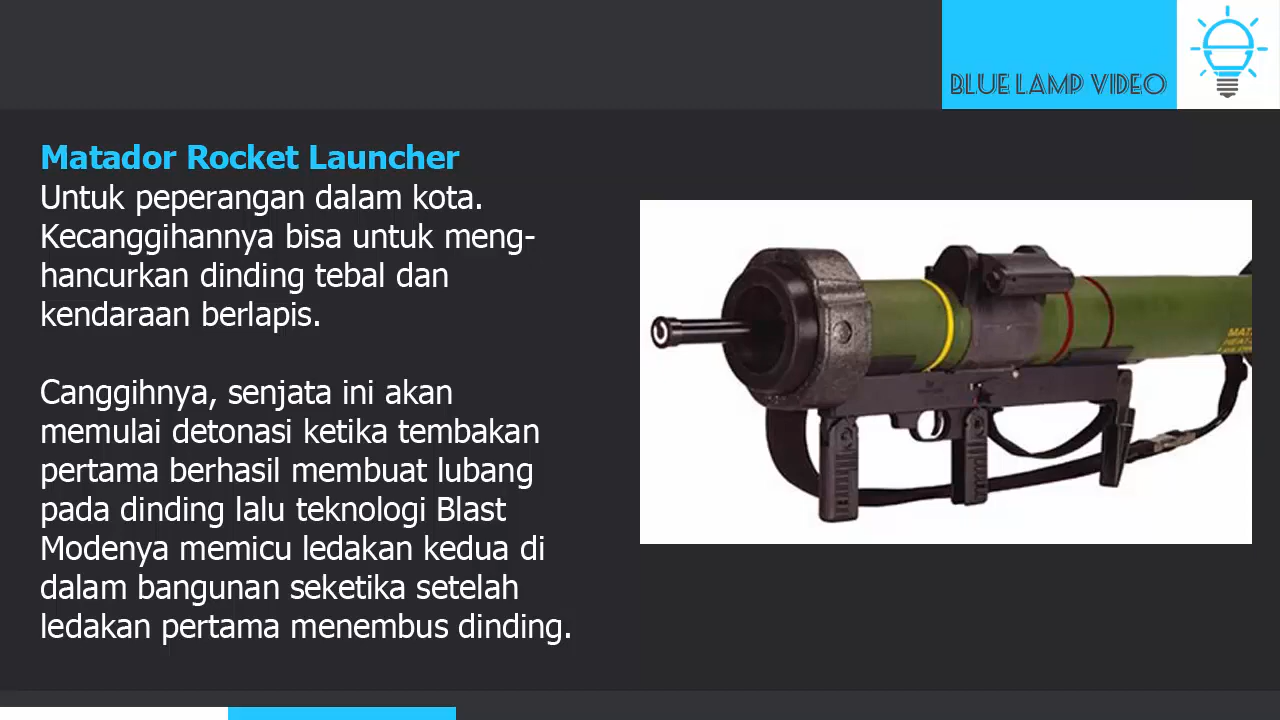 BLUE LAMP VIDEO
Matador Rocket Launcher
Untuk peperangan dalam kota.
Kecanggihannya bisa untuk meng-
hancurkan dinding tebal dan
kendaraan berlapis.
Canggihnya, senjata ini akan
memulai detonasi ketika tembakan
pertama berhasil membuat lubang
pada dinding lalu teknologi Blast
Modenya memicu ledakan kedua di
dalam bangunan seketika setelah
ledakan pertama menembus dinding.